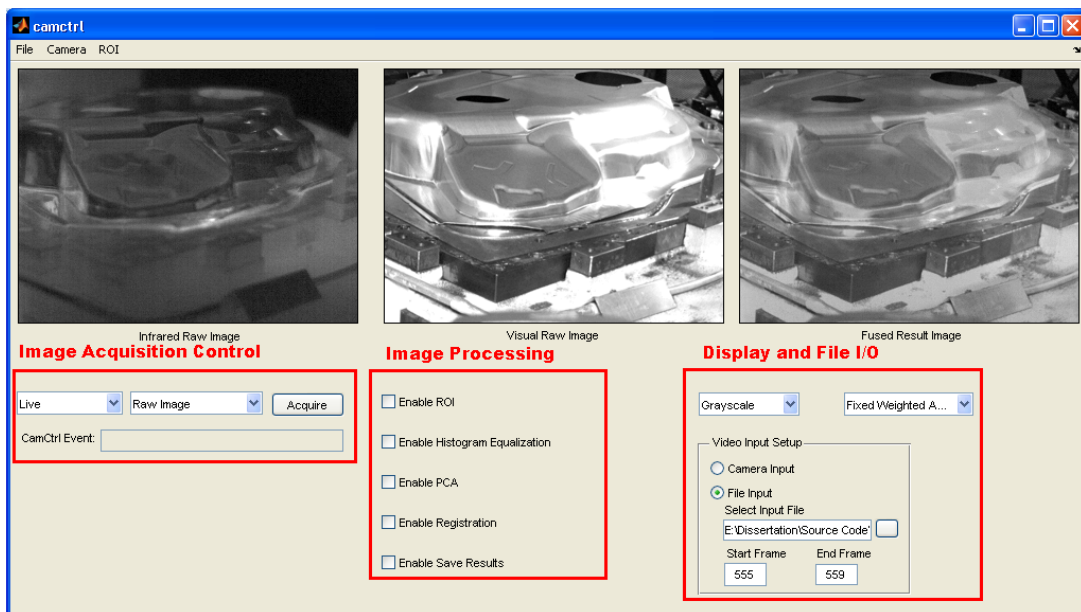 camctrl
File Camera ROI
Infrared Raw Image
Visual Raw Image
Fused Result Image
Image Acquisition Control
Image Processing
Display and File I/O
Live
Raw Image
Acquire
CamCtrl Event:
Enable ROI
Enable Histogram Equalization
Enable PCA
Enable Registration
Enable Save Results
Grayscale
Fixed Weighted A...
Video Input Setup
Camera Input
File Input
Select Input File
E:\Dissertation\Source Code'
Start Frame
End Frame
555
559